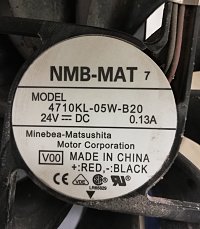 NMB-MAT 7
MODEL
4710KL-05W-B20
24V⎓DC 0.13A
Minebea-Matsushita
Motor Corporation
V00 MADE IN CHINA
+:RED,-:BLACK